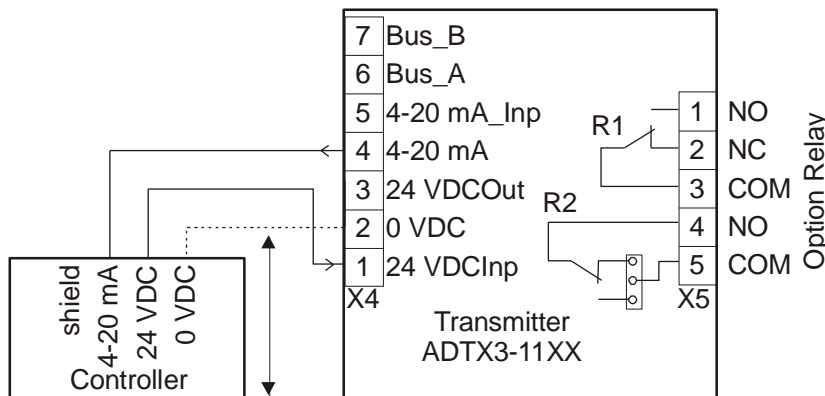 7 Bus_B
6 Bus_A
5 4-20 mA_Inp
4 4-20 mA
3 24 VDCOut
2 0 VDC
1 24 VDCInp
X4
R1
R2
1 NO
2 NC
3 COM
4 NO
5 COM
X5
Option Relay
Transmitter
ADTX3-11XX
shield
4-20 mA
24 VDC
0 VDC
Controller